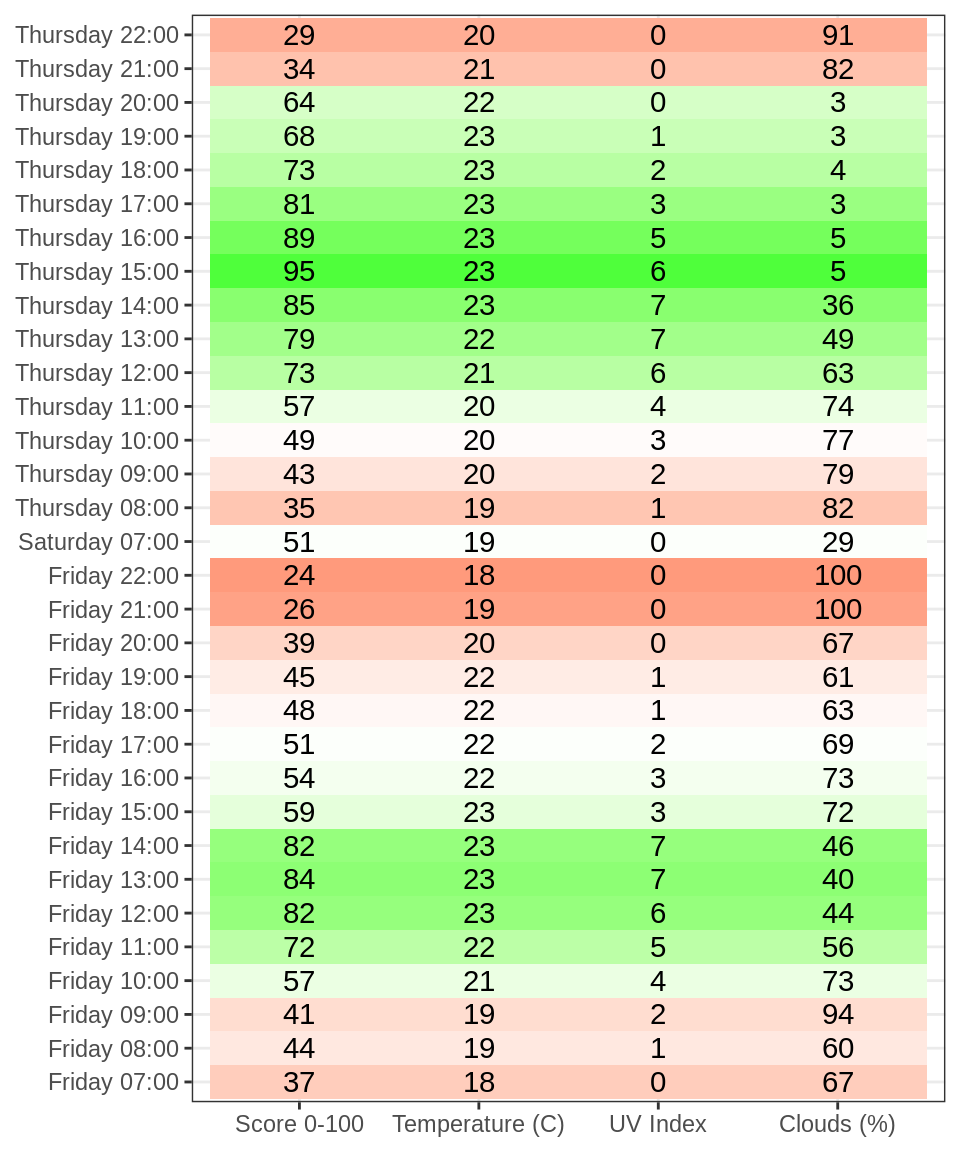 Thursday 22:00 29 20 0 91
Thursday 21:00 34 21 0 82
Thursday 20:00 64 22 0 3
Thursday 19:00 68 23 1 3
Thursday 18:00 73 23 2 4
Thursday 17:00 81 23 3 3
Thursday 16:00 89 23 5 5
Thursday 15:00 95 23 6 5
Thursday 14:00 85 23 7 36
Thursday 13:00 79 22 7 49
Thursday 12:00 73 21 6 63
Thursday 11:00 57 20 4 74
Thursday 10:00 49 20 3 77
Thursday 09:00 43 20 2 79
Thursday 08:00 35 19 1 82
Saturday 07:00 51 19 0 29
Friday 22:00 24 18 0 100
Friday 21:00 26 19 0 100
Friday 20:00 39 20 0 67
Friday 19:00 45 22 1 61
Friday 18:00 48 22 1 63
Friday 17:00 51 22 2 69
Friday 16:00 54 22 3 73
Friday 15:00 59 23 3 72
Friday 14:00 82 23 7 46
Friday 13:00 84 23 7 40
Friday 12:00 82 23 6 44
Friday 11:00 72 22 5 56
Friday 10:00 57 21 4 73
Friday 09:00 41 19 2 94
Friday 08:00 44 19 1 60
Friday 07:00 37 18 0 67
Score 0-100 Temperature (C) UV Index Clouds (%)